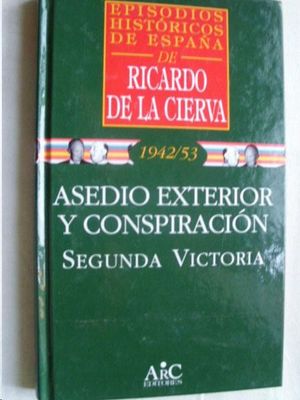 EPISODIOS
HISTÓRICOS
DE ESPAÑA
DE
RICARDO
DE LA CIERVA
1942/53
ASEDIO EXTERIOR
Y CONSPIRACIÓN
SEGUNDA VICTORIA
ARC
EDITORES